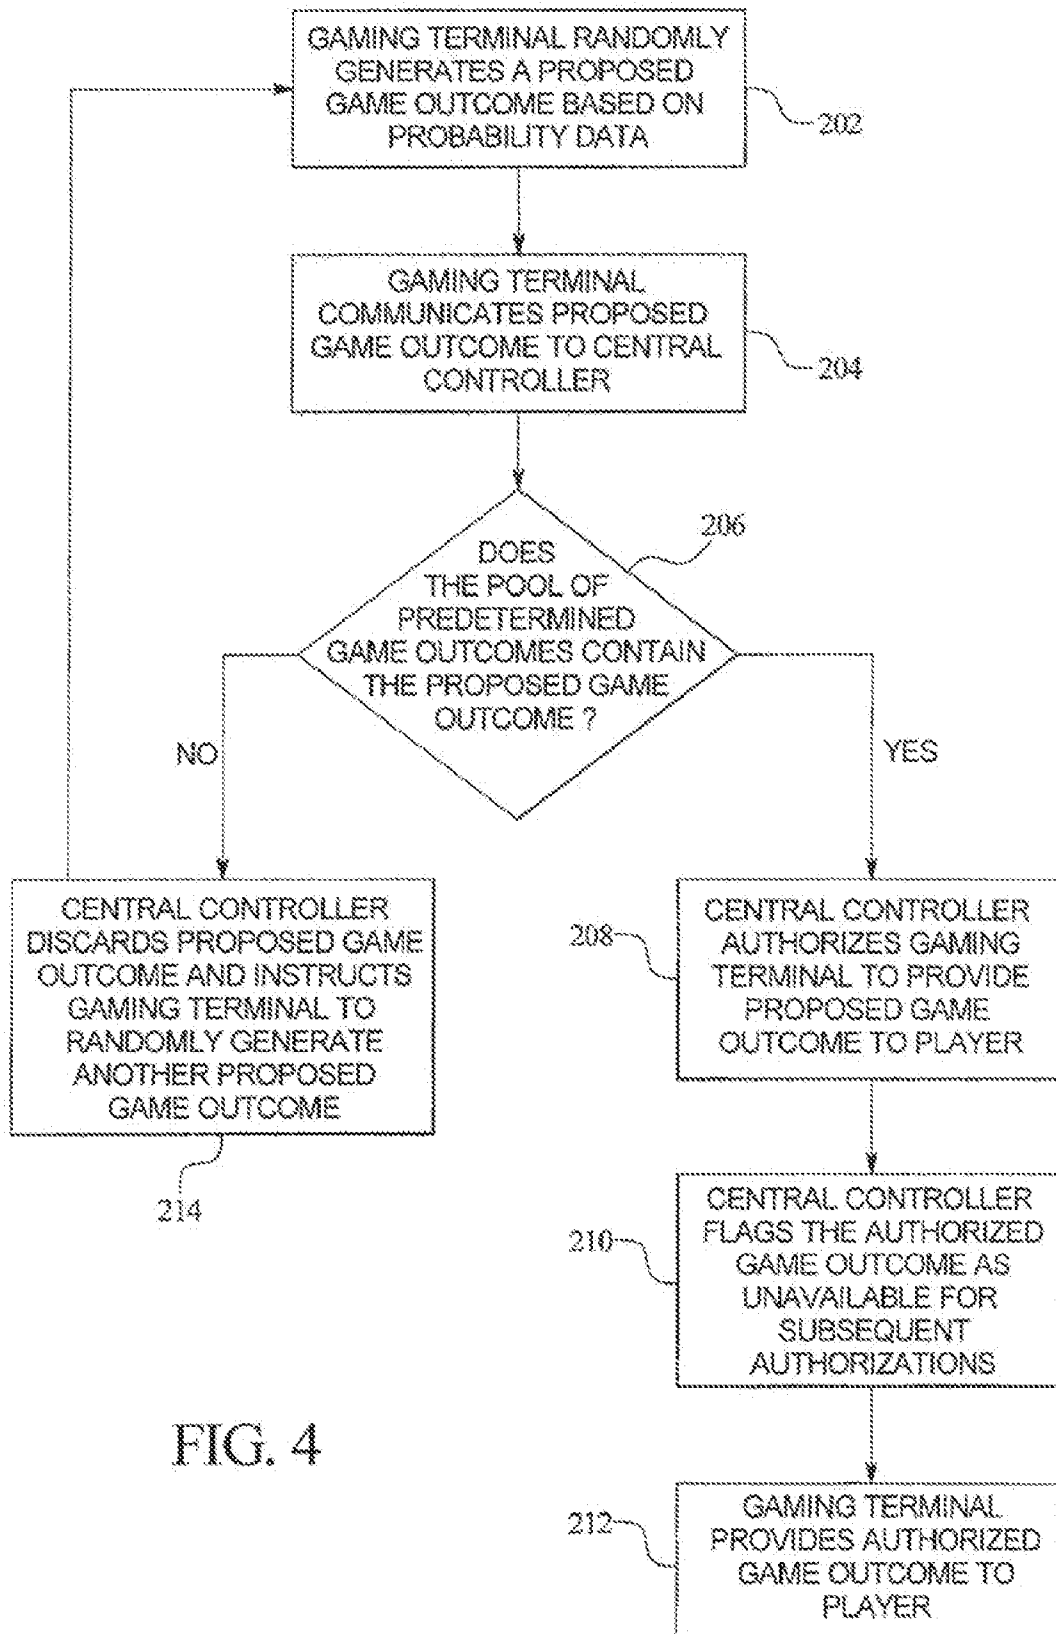 GAMING TERMINAL RANDOMLY
GENERATES A PROPOSED
GAME OUTCOME BASED ON
PROBABILITY DATA
202
GAMING TERMINAL
COMMUNICATES PROPOSED
GAME OUTCOME TO CENTRAL
CONTROLLER
204
206
DOES
THE POOL OF
PREDETERMINED
GAME OUTCOMES CONTAIN
THE PROPOSED GAME
OUTCOME ?
NO
YES
CENTRAL CONTROLLER
DISCARDS PROPOSED GAME
OUTCOME AND INSTRUCTS
GAMING TERMINAL TO
RANDOMLY GENERATE
ANOTHER PROPOSED
GAME OUTCOME
214
208
CENTRAL CONTROLLER
AUTHORIZES GAMING
TERMINAL TO PROVIDE
PROPOSED GAME
OUTCOME TO PLAYER
210
CENTRAL CONTROLLER
FLAGS THE AUTHORIZED
GAME OUTCOME AS
UNAVAILABLE FOR
SUBSEQUENT
AUTHORIZATIONS
212
GAMING TERMINAL
PROVIDES AUTHORIZED
GAME OUTCOME TO
PLAYER
FIG. 4